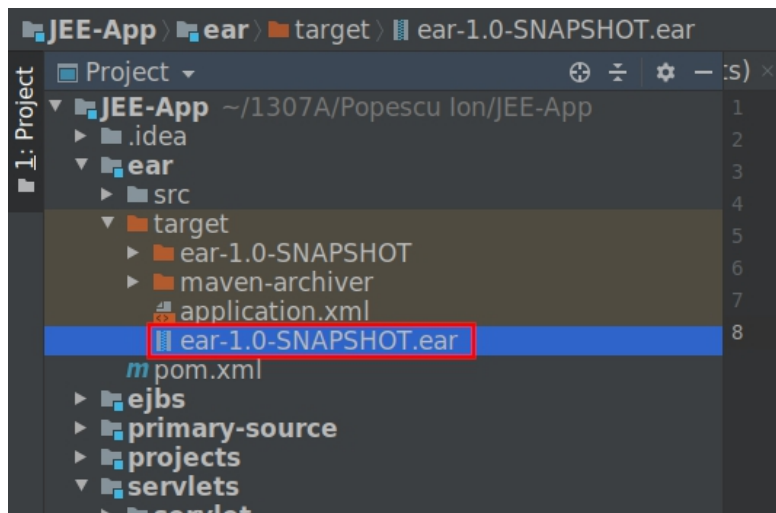 JEE-App ear target ear-1.0-SNAPSHOT.ear
1: Project
Project
ts)
JEE-App ~/1307A/Popescu Ion/JEE-App
.idea
ear
src
target
ear-1.0-SNAPSHOT
maven-archiver
application.xml
ear-1.0-SNAPSHOT.ear
pom.xml
ejbs
primary-source
projects
servlets
servlet
1
2
3
4
5
6
7
8